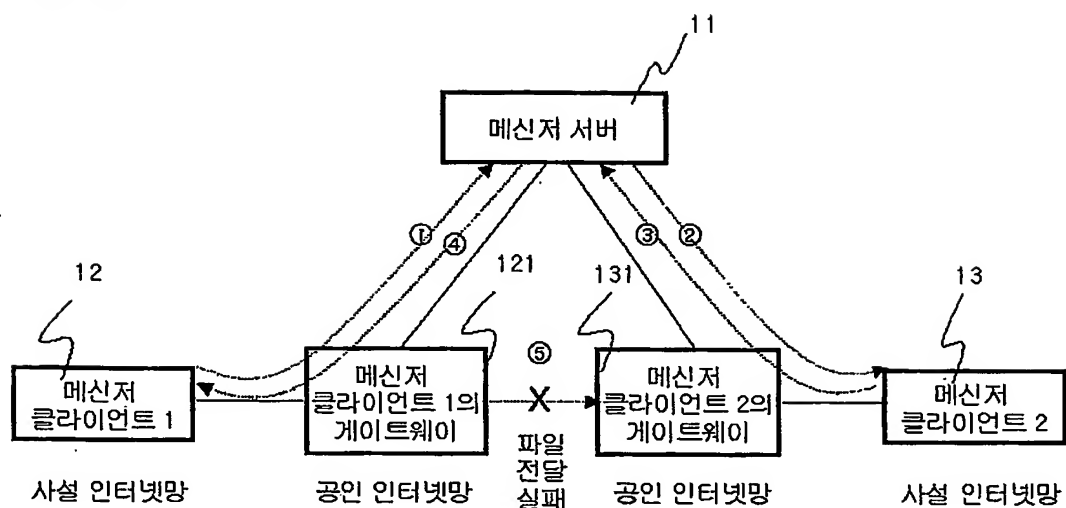 11
메신저 서버
①
④
③
②
12
121
131
13
⑤
메신저
클라이언트 1
메신저
클라이언트 1의
게이트웨이
X
메신저
클라이언트 2의
게이트웨이
메신저
클라이언트 2
파일
전달
실패
사설 인터넷망
공인 인터넷망
공인 인터넷망
사설 인터넷망